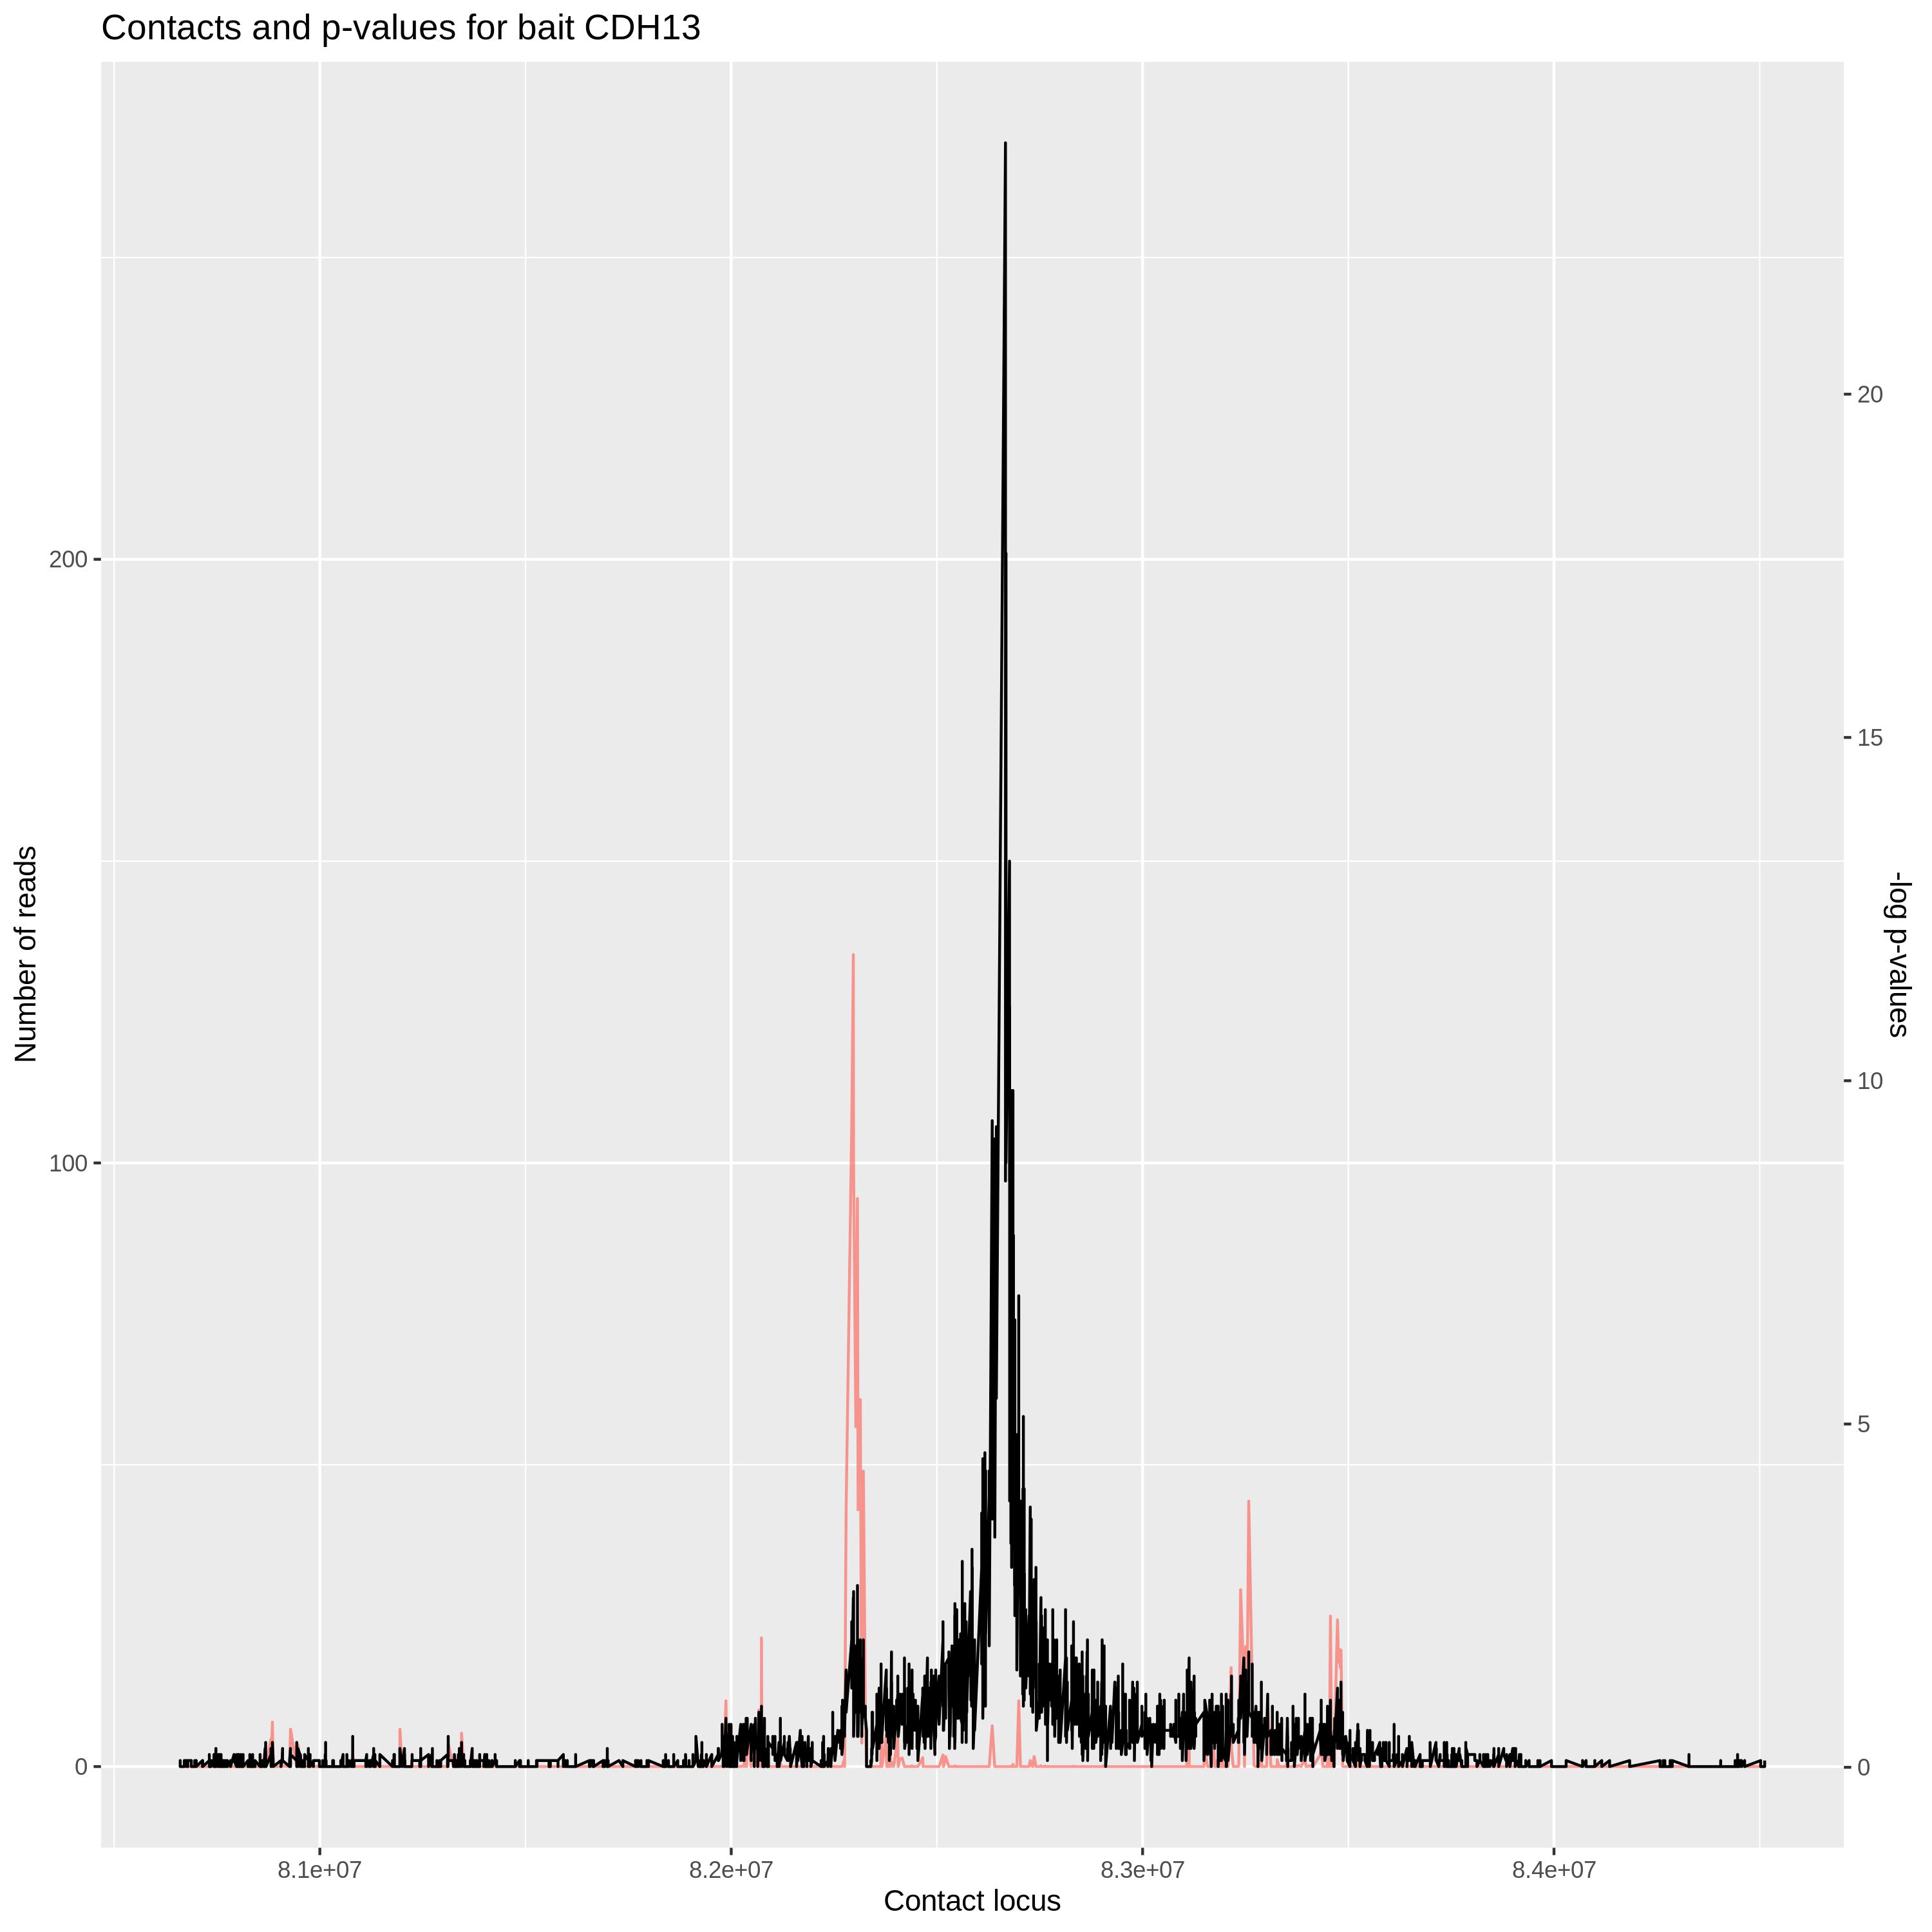 Contacts and p-values for bait CDH13
Number of reads
200
100
0
20
15
10
5
0
-log p-values
8.1e+07 8.2e+07 8.3e+07 8.4e+07
Contact locus